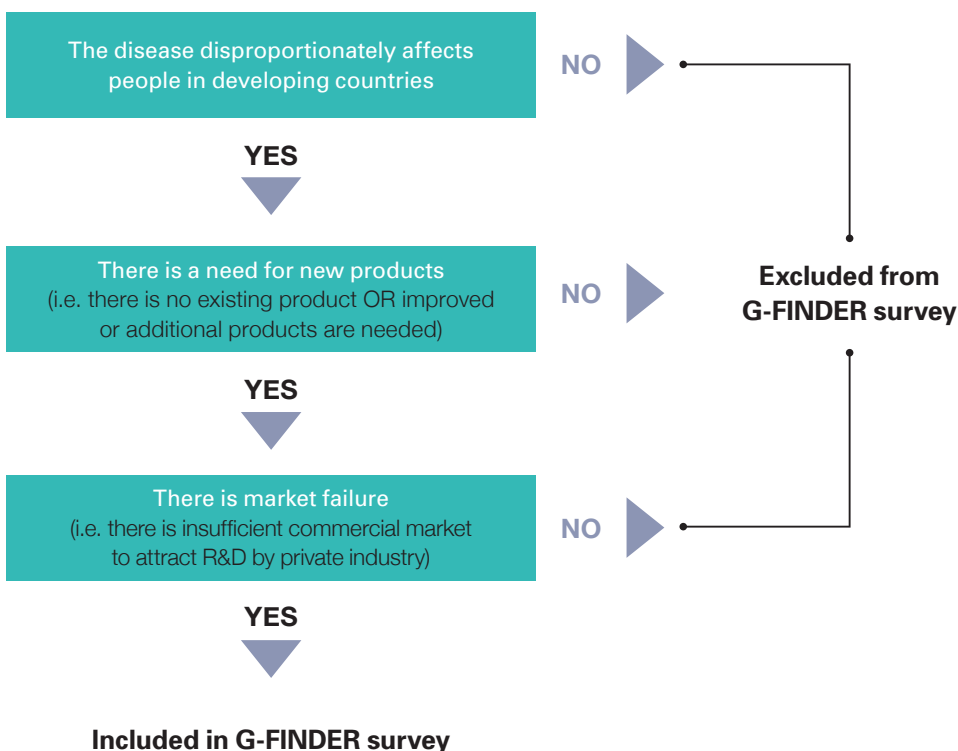 The disease disproportionately affects
people in developing countries
NO
YES
There is a need for new products
(i.e. there is no existing product OR improved
or additional products are needed)
NO
Excluded from
G-FINDER survey
YES
There is market failure
(i.e. there is insufficient commercial market
to attract R&D by private industry)
NO
YES
Included in G-FINDER survey